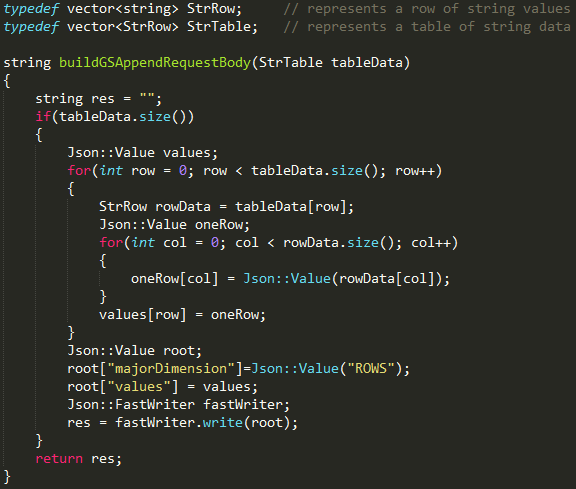 typedef vector<string> StrRow;     // represents a row of string values
typedef vector<StrRow> StrTable;   // represents a table of string data

string buildGSAppendRequestBody(StrTable tableData)
{
    string res = "";
    if(tableData.size())
    {
        Json::Value values;
        for(int row = 0; row < tableData.size(); row++)
        {
            StrRow rowData = tableData[row];
            Json::Value oneRow;
            for(int col = 0; col < rowData.size(); col++)
            {
                oneRow[col] = Json::Value(rowData[col]);
            }
            values[row] = oneRow;
        }
        Json::Value root;
        root["majorDimension"]=Json::Value("ROWS");
        root["values"] = values;
        Json::FastWriter fastWriter;
        res = fastWriter.write(root);
    }
    return res;
}